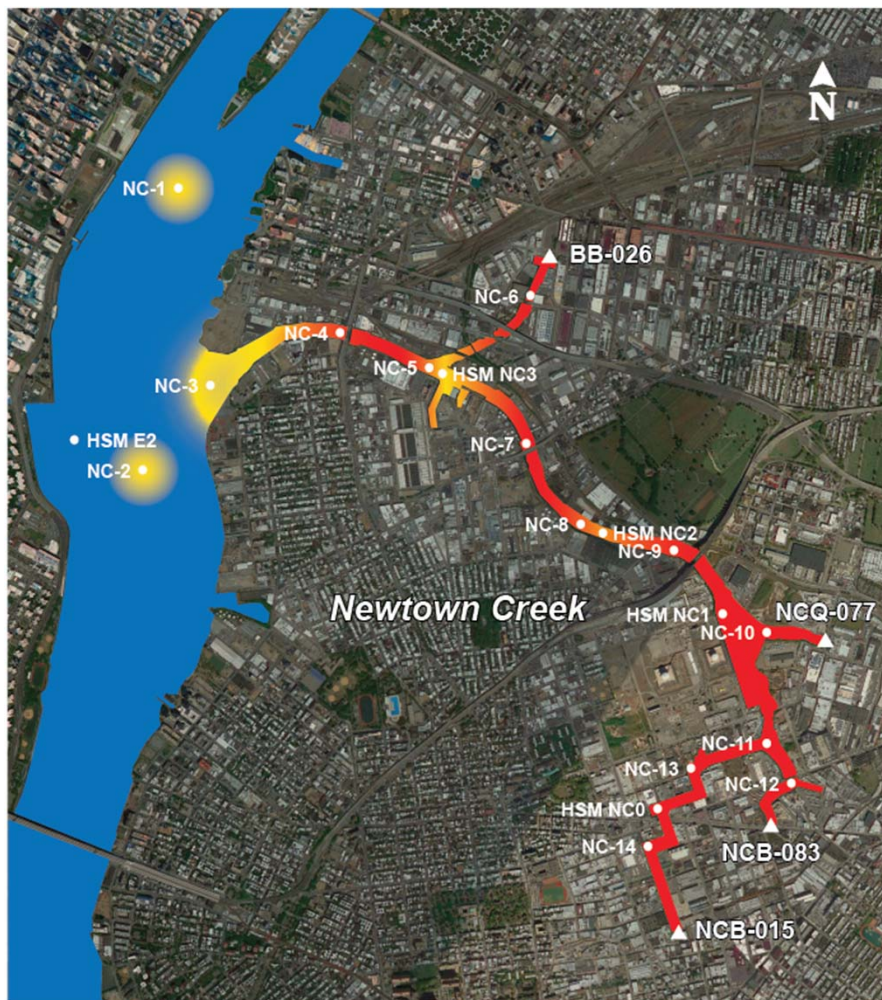 N
NC-1
BB-026
NC-6
NC-4
NC-5
HSM NC3
NC-3
HSM E2
NC-2
NC-7
NC-8
HSM NC2
NC-9
Newtown Creek
HSM NC1
NCQ-077
NC-10
NC-11
NC-13
NC-12
HSM NC0
NC-14
NCB-083
NCB-015